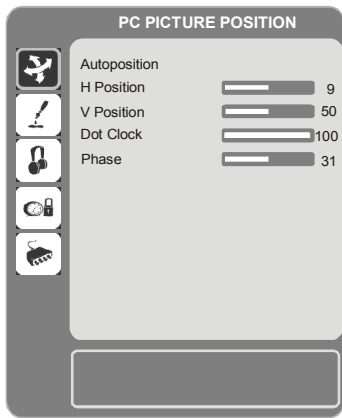 PC PICTURE POSITION
Autoposition
H Position 9
V Position 50
Dot Clock 100
Phase 31